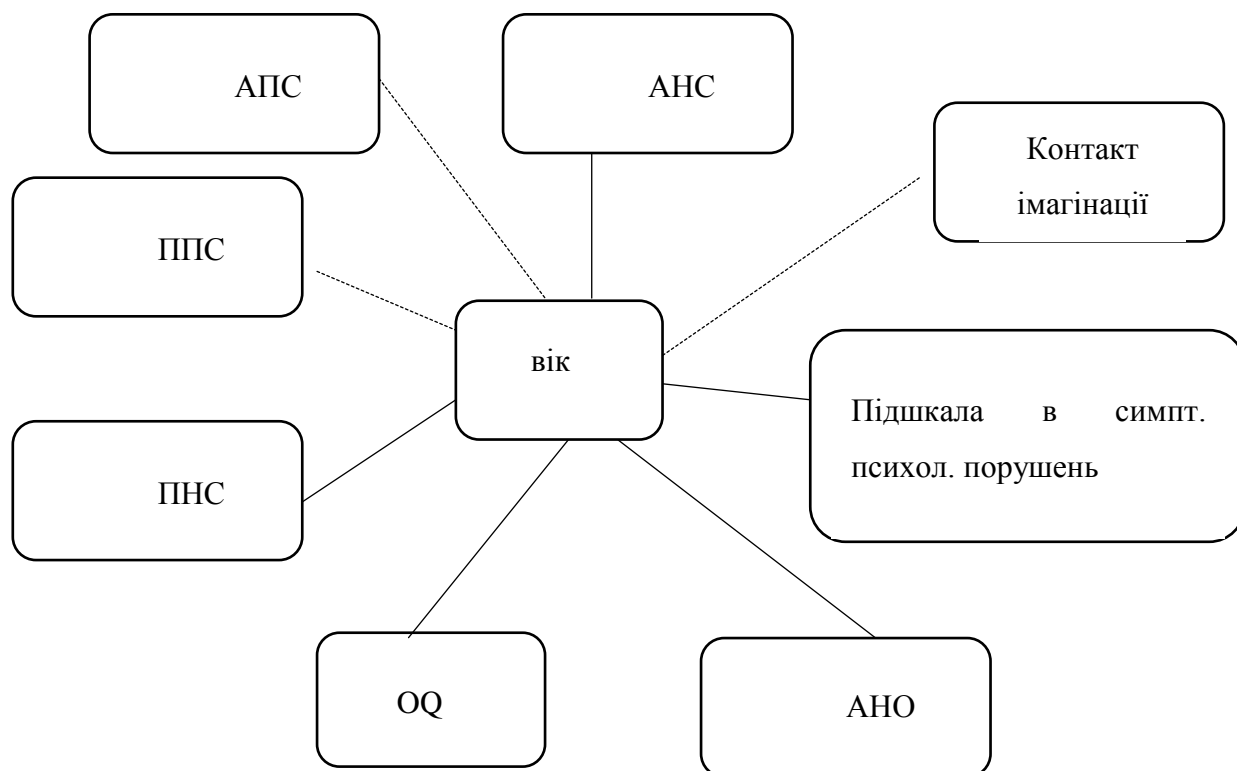 АПС
АНС
Контакт
імагінації
ППС
вік
Підшкала в симпт.
психол. порушень
ПНС
OQ
АНО